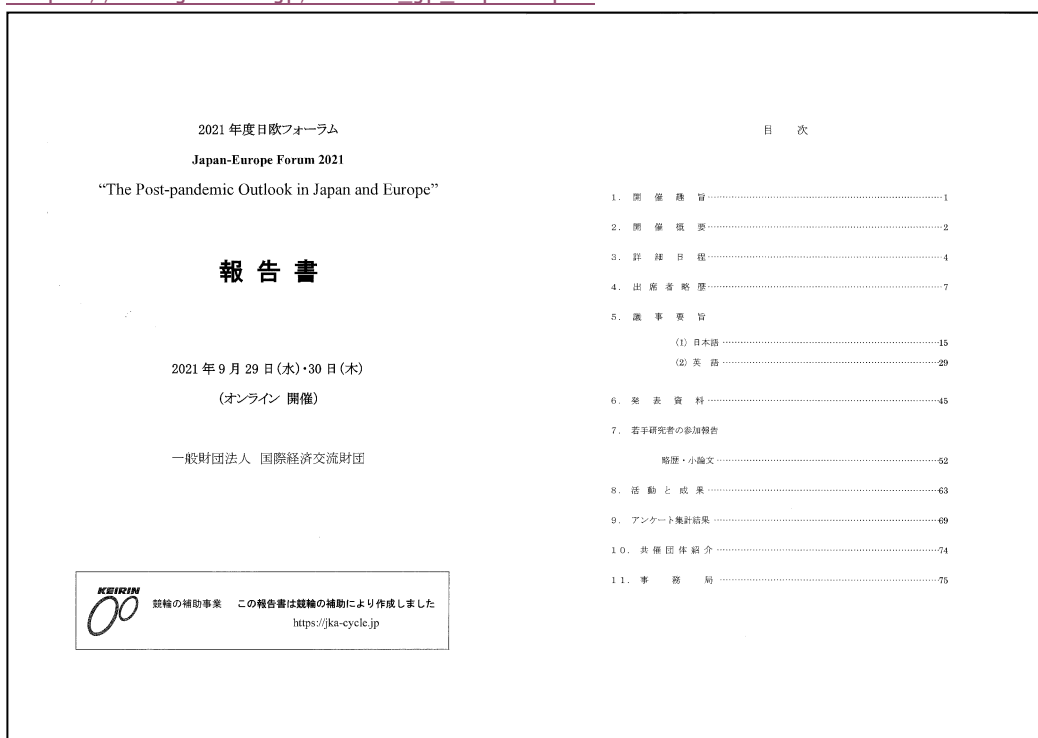 2021 年度日欧フォーラム
Japan-Europe Forum 2021
“The Post-pandemic Outlook in Japan and Europe”
報 告 書
2021 年 9 月 29 日(水)・30 日(木)
(オンライン 開催)
一般財団法人 国際経済交流財団
KEIRIN
競輪の補助事業 この報告書は競輪の補助により作成しました
https://jka-cycle.jp
目 次
1. 開 催 趣 旨 ……………………………… 1
2. 開 催 概 要 ……………………………… 2
3. 詳 細 日 程 ……………………………… 4
4. 出 席 者 略 歴 ……………………………… 7
5. 議 事 要 旨
(1) 日本語 ……………………………… 15
(2) 英 語 ……………………………… 29
6. 発 表 資 料 ……………………………… 45
7. 若手研究者の参加報告
略歴・小論文 ……………………………… 52
8. 活 動 と 成 果 ……………………………… 63
9. アンケート集計結果 ……………………………… 69
10. 共 催 団 体 紹 介 ……………………………… 74
11. 事 務 局 ……………………………… 75